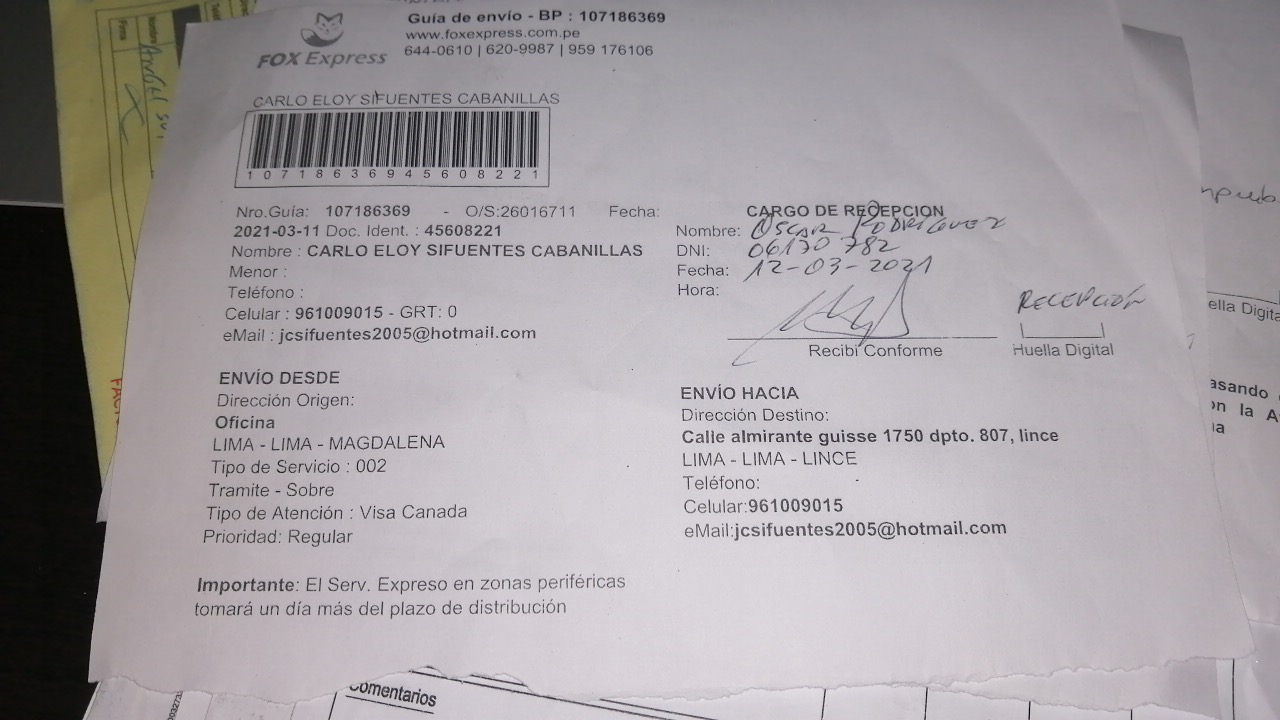 FOX Express
Guía de envío - BP : 107186369
www.foxexpress.com.pe
644-0610 | 620-9987 | 959 176106
CARLO ELOY SIFUENTES CABANILLAS
10718636945608221
Nro.Guía: 107186369 - O/S:26016711 Fecha:
2021-03-11 Doc. Ident. : 45608221
Nombre : CARLO ELOY SIFUENTES CABANILLAS
Menor :
Teléfono :
Celular : 961009015 - GRT: 0
eMail : jcsifuentes2005@hotmail.com
CARGO DE RECEPCION
Nombre: OSCAR RODRIGUEZ
DNI: 06170782
Fecha: 12-03-2021
Hora:
RECEPCIÓN
Recibí Conforme
Huella Digital
ENVÍO DESDE
Dirección Origen:
Oficina
LIMA - LIMA - MAGDALENA
Tipo de Servicio : 002
Tramite - Sobre
Tipo de Atención : Visa Canada
Prioridad: Regular
ENVÍO HACIA
Dirección Destino:
Calle almirante guisse 1750 dpto. 807, lince
LIMA - LIMA - LINCE
Teléfono:
Celular:961009015
eMail:jcsifuentes2005@hotmail.com
Importante: El Serv. Expreso en zonas periféricas
tomará un día más del plazo de distribución
Comentarios